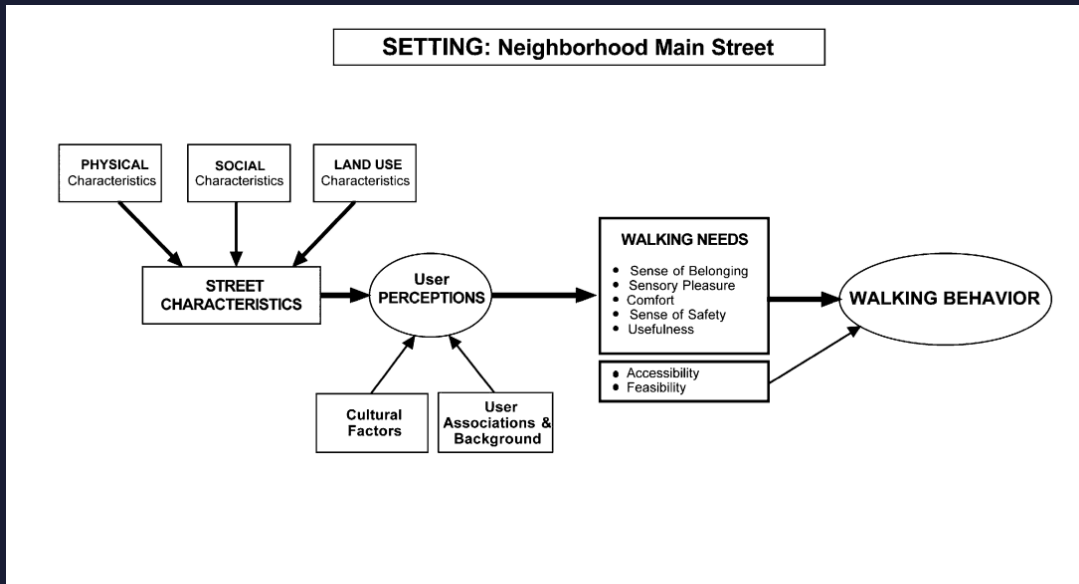 SETTING: Neighborhood Main Street
PHYSICAL
Characteristics
SOCIAL
Characteristics
LAND USE
Characteristics
STREET
CHARACTERISTICS
User
PERCEPTIONS
Cultural
Factors
User
Associations &
Background
WALKING NEEDS
• Sense of Belonging
• Sensory Pleasure
• Comfort
• Sense of Safety
• Usefulness
• Accessibility
• Feasibility
WALKING BEHAVIOR